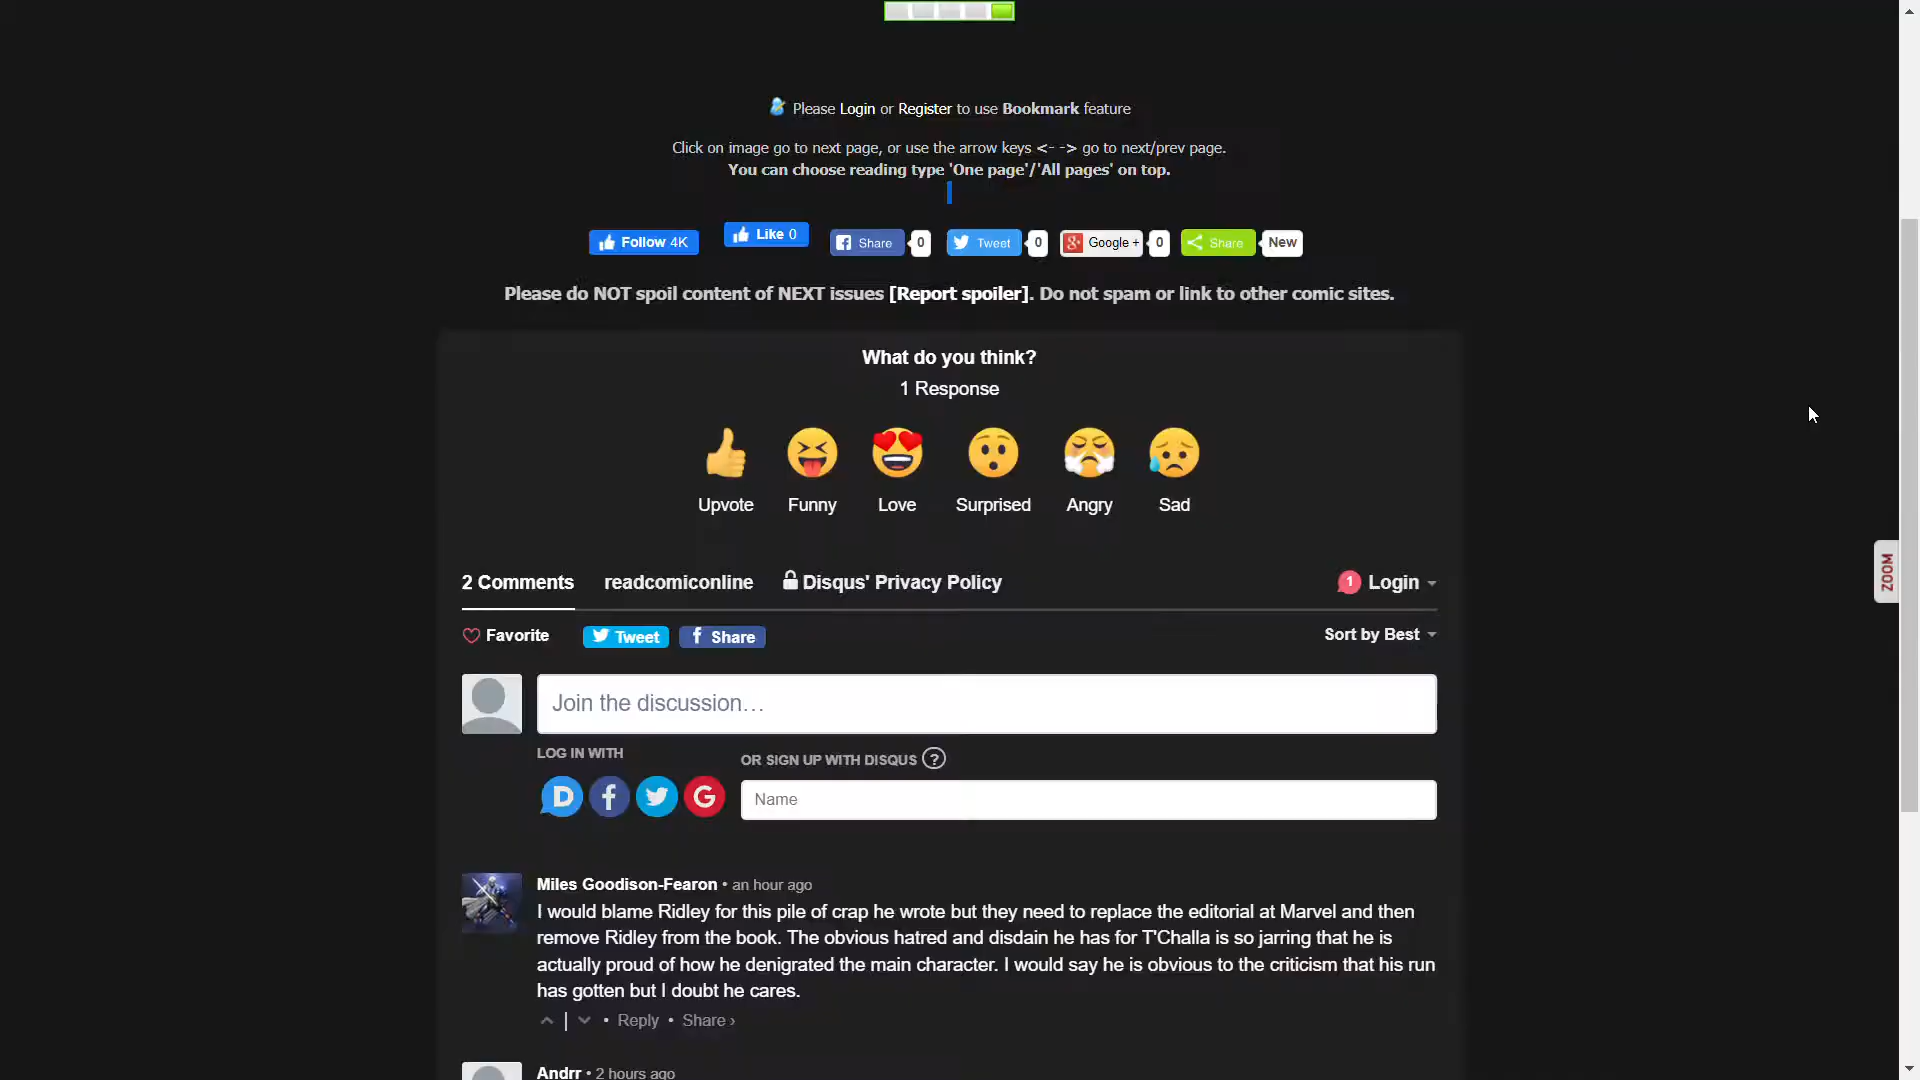 Please Login or Register to use Bookmark feature
Click on image go to next page, or use the arrow keys <- -> go to next/prev page.
You can choose reading type 'One page'/'All pages' on top.
Follow 4K
Like 0
Share
0
Tweet
0
Google +
0
Share
New
Please do NOT spoil content of NEXT issues [Report spoiler]. Do not spam or link to other comic sites.
What do you think?
1 Response
Upvote
Funny
Love
Surprised
Angry
Sad
2 Comments
readcomiconline
Disqus' Privacy Policy
1
Login
ZOOM
Favorite
Tweet
Share
Sort by Best
Join the discussion…
LOG IN WITH
OR SIGN UP WITH DISQUS ?
Name
Miles Goodison-Fearon • an hour ago
I would blame Ridley for this pile of crap he wrote but they need to replace the editorial at Marvel and then
remove Ridley from the book. The obvious hatred and disdain he has for T'Challa is so jarring that he is
actually proud of how he denigrated the main character. I would say he is obvious to the criticism that his run
has gotten but I doubt he cares.
• Reply • Share ›
Andrr • 2 hours ago